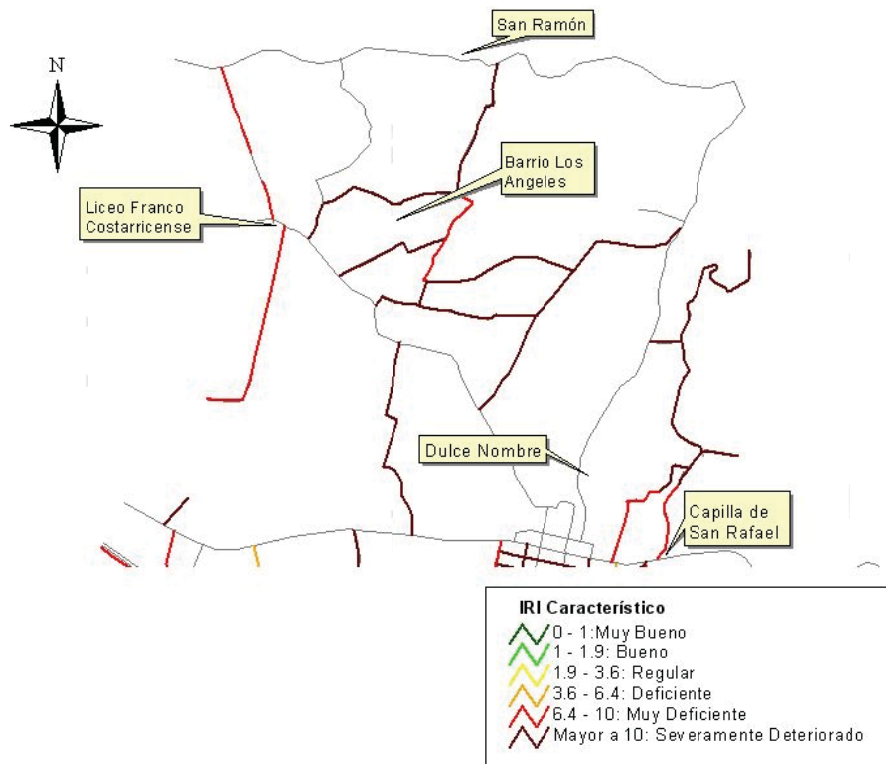 San Ramón
N
Barrio Los
Angeles
Liceo Franco
Costarricense
Dulce Nombre
Capilla de
San Rafael
IRI Característico
0 - 1:Muy Bueno
1 - 1.9: Bueno
1.9 - 3.6: Regular
3.6 - 6.4: Deficiente
6.4 - 10: Muy Deficiente
Mayor a 10: Severamente Deteriorado